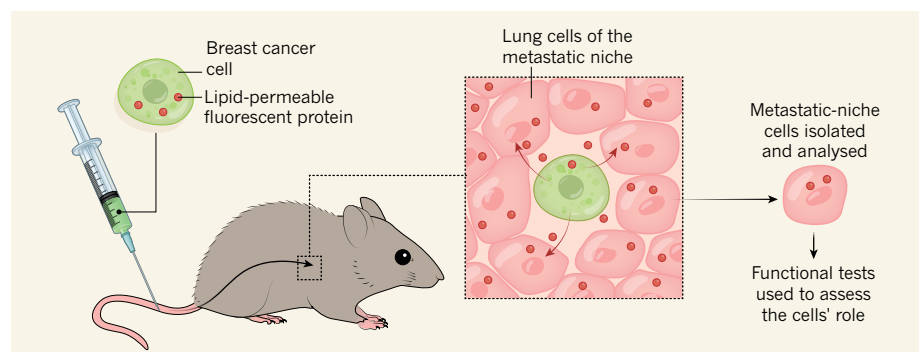 Breast cancer
cell
Lipid-permeable
fluorescent protein
Lung cells of the
metastatic niche
Metastatic-niche
cells isolated
and analysed
Functional tests
used to assess
the cells' role